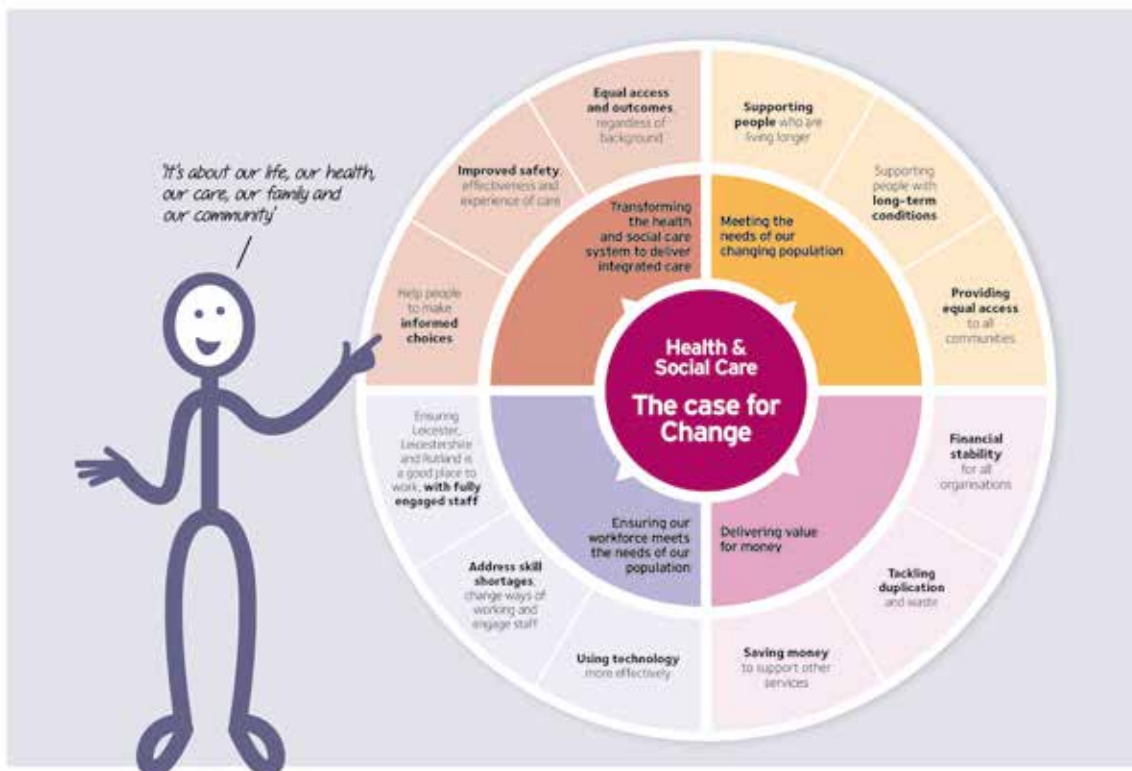 'It's about our life, our health,
our care, our family and
our community'
Health &
Social Care
The case for
Change
Transforming
the health
and social care
system to deliver
integrated care
Help people
to make
informed
choices
Improved safety,
effectiveness and
experience of care
Equal access
and outcomes,
regardless of
background
Meeting the
needs of our
changing population
Supporting
people who are
living longer
Supporting
people with
long-term
conditions
Providing
equal access
to all
communities
Delivering value
for money
Financial
stability
for all
organisations
Tackling
duplication
and waste
Saving money
to support other
services
Ensuring our
workforce meets
the needs of our
population
Using technology
more effectively
Address skill
shortages,
change ways of
working and
engage staff
Ensuring
Leicester,
Leicestershire
and Rutland is
a good place to
work, with fully
engaged staff